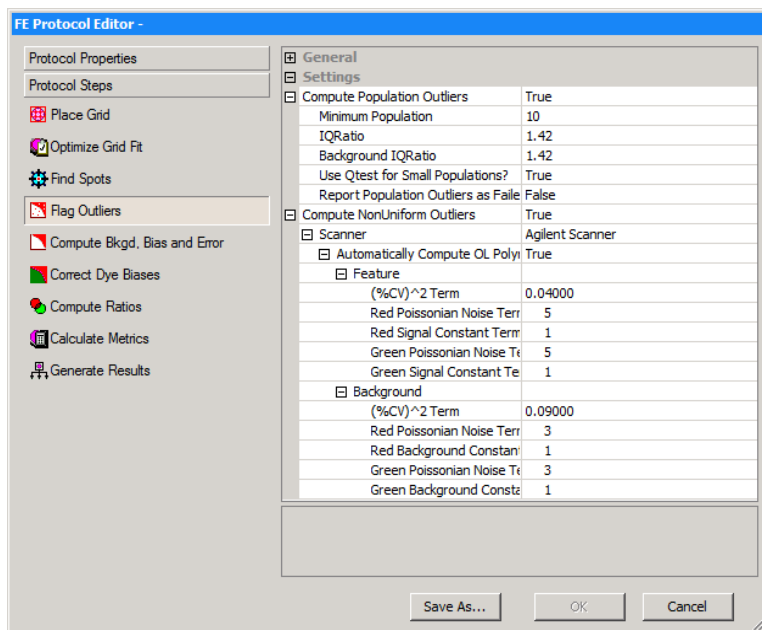 FE Protocol Editor -
Protocol Properties
Protocol Steps
Place Grid
Optimize Grid Fit
Find Spots
Flag Outliers
Compute Bkgd, Bias and Error
Correct Dye Biases
Compute Ratios
Calculate Metrics
Generate Results
General
Settings
Compute Population Outliers True
Minimum Population 10
IQRatio 1.42
Background IQRatio 1.42
Use Qtest for Small Populations? True
Report Population Outliers as Faile False
Compute NonUniform Outliers True
Scanner Agilent Scanner
Automatically Compute OL Polyn True
Feature
(%CV)^2 Term 0.04000
Red Poissonian Noise Terr 5
Red Signal Constant Term 1
Green Poissonian Noise Te 5
Green Signal Constant Te 1
Background
(%CV)^2 Term 0.09000
Red Poissonian Noise Terr 3
Red Background Constant 1
Green Poissonian Noise Te 3
Green Background Consta 1
Save As... OK Cancel